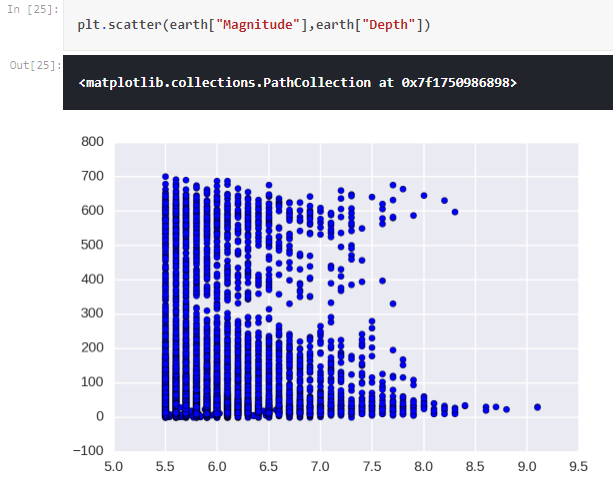 In [25]:
plt.scatter(earth["Magnitude"],earth["Depth"])
Out[25]:
<matplotlib.collections.PathCollection at 0x7f1750986898>
800
700
600
500
400
300
200
100
0
−100
5.0 5.5 6.0 6.5 7.0 7.5 8.0 8.5 9.0 9.5